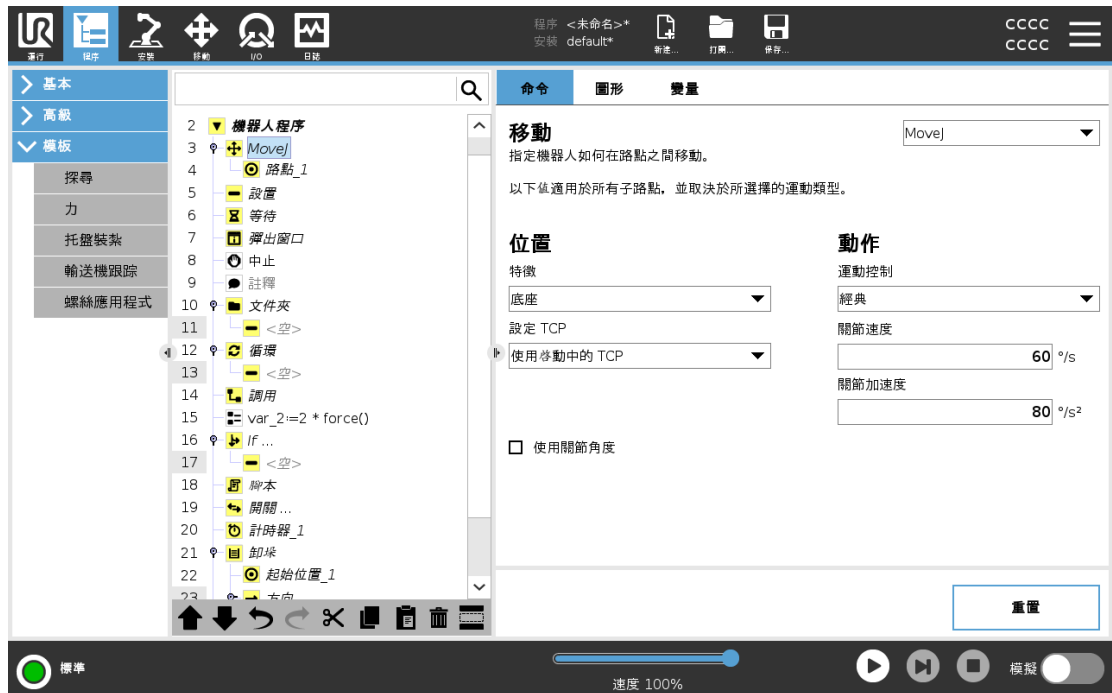 程序 <未命名>*
安裝 default*
CCCC
CCCC
運行
程序
安裝
移動
I/O
日誌
新建...
打開...
保存...
基本
高級
模板
探尋
力
托盤裝紮
輸送機跟踪
螺絲應用程式
2 機器人程序
3 MoveJ
4 路點_1
5 設置
6 等待
7 彈出窗口
8 中止
9 註釋
10 文件夾
11 <空>
12 循環
13 <空>
14 調用
15 var_2:=2 * force()
16 If ...
17 <空>
18 腳本
19 開關 ...
20 計時器_1
21 卸垛
22 起始位置_1
23 方向
命令 圖形 變量
移動
MoveJ
指定機器人如何在路點之間移動。
以下值適用於所有子路點，並取決於所選擇的運動類型。
位置
特徵
底座
設定 TCP
使用移動中的 TCP
使用關節角度
動作
運動控制
經典
關節速度
60 °/s
關節加速度
80 °/s²
重置
標準
速度 100%
模擬